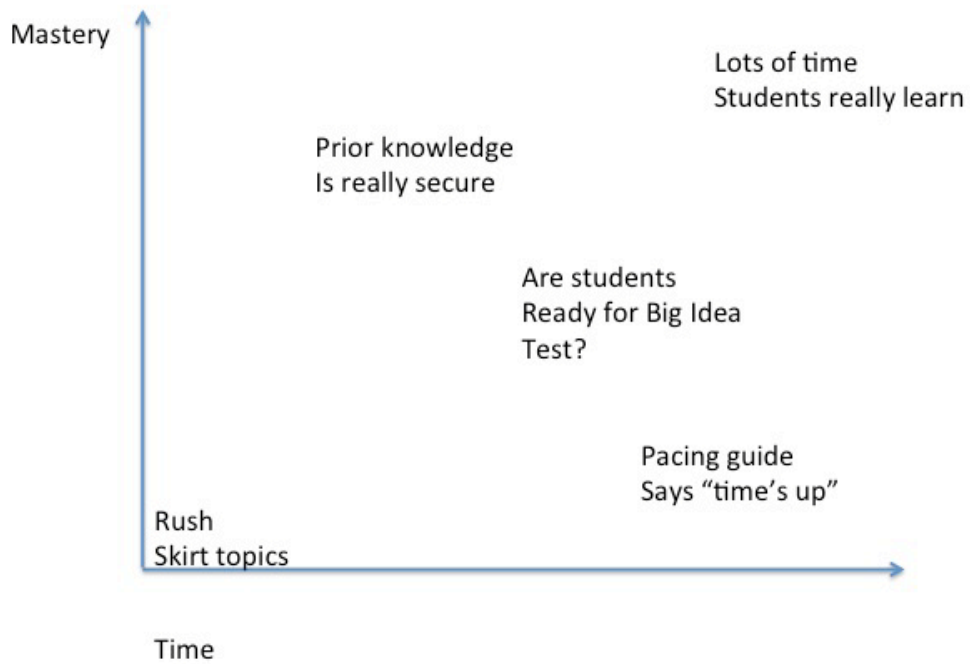 Mastery
Lots of time
Students really learn
Prior knowledge
Is really secure
Are students
Ready for Big Idea
Test?
Pacing guide
Says “time’s up”
Rush
Skirt topics
Time